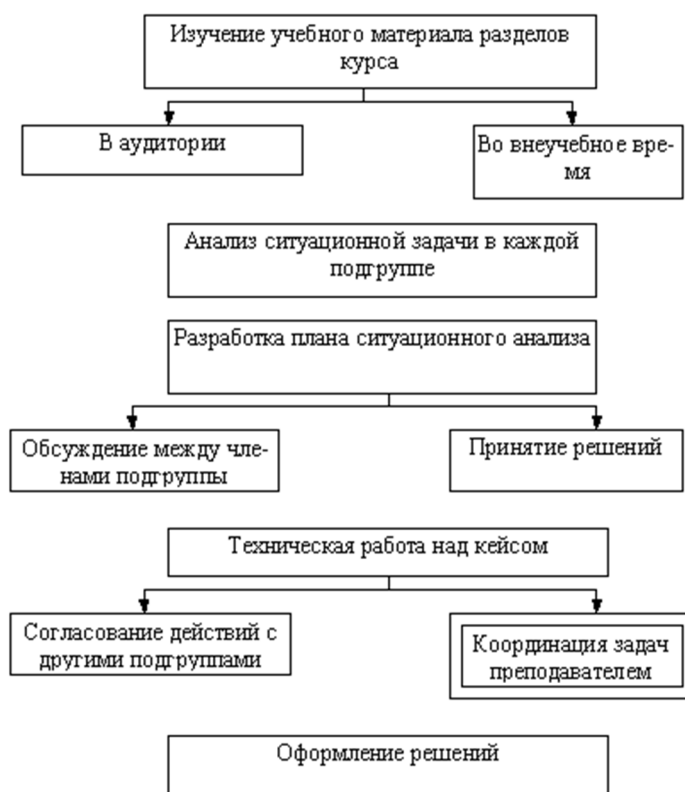 Изучение учебного материала разделов
курса
В аудитории
Во внеучебное вре-
мя
Анализ ситуационной задачи в каждой
подгруппе
Разработка плана ситуационного анализа
Обсуждение между чле-
нами подгруппы
Принятие решений
Техническая работа над кейсом
Согласование действий с
другими подгруппами
Координация задач
преподавателем
Оформление решений